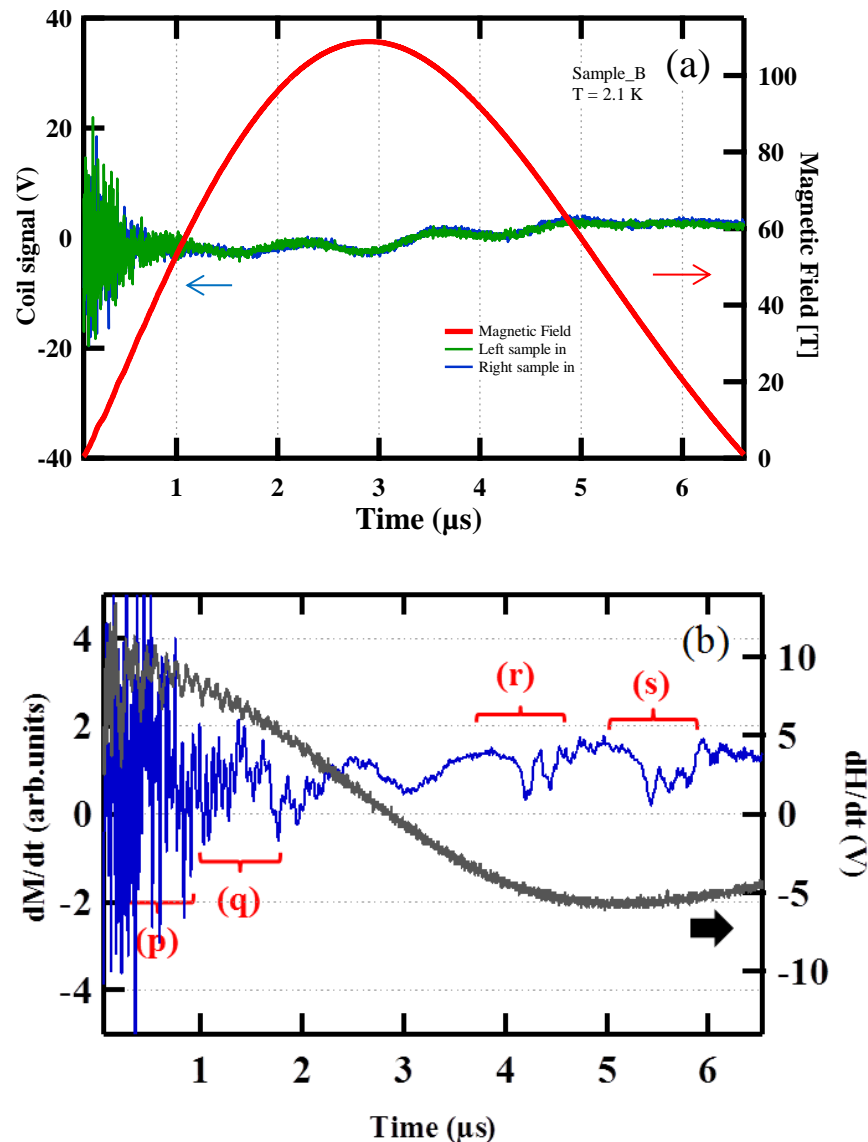 40
20
0
-20
-40
Coil signal (V)
(a)
Sample_B
T = 2.1 K
100
80
60
40
20
0
Magnetic Field [T]
Magnetic Field
Left sample in
Right sample in
1 2 3 4 5 6
Time (μs)
4
2
0
-2
-4
dM/dt (arb.units)
(b)
(p)
(q)
(r)
(s)
10
5
0
-5
-10
dH/dt (V)
1 2 3 4 5 6
Time (μs)